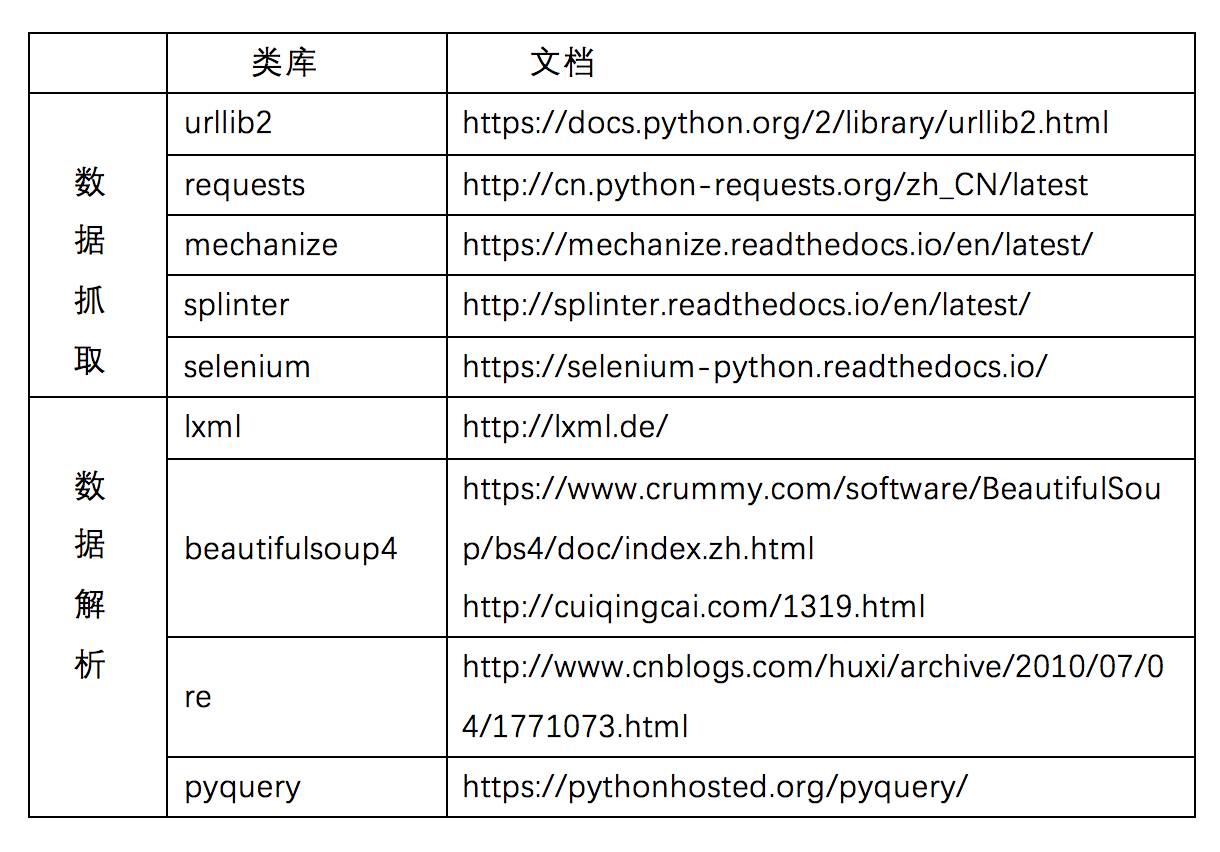 类库 文档
数据抓取
urllib2 https://docs.python.org/2/library/urllib2.html
requests http://cn.python-requests.org/zh_CN/latest
mechanize https://mechanize.readthedocs.io/en/latest/
splinter http://splinter.readthedocs.io/en/latest/
selenium https://selenium-python.readthedocs.io/
数据解析
lxml http://lxml.de/
beautifulsoup4 https://www.crummy.com/software/BeautifulSou
p/bs4/doc/index.zh.html
http://cuiqingcai.com/1319.html
re http://www.cnblogs.com/huxi/archive/2010/07/0
4/1771073.html
pyquery https://pythonhosted.org/pyquery/